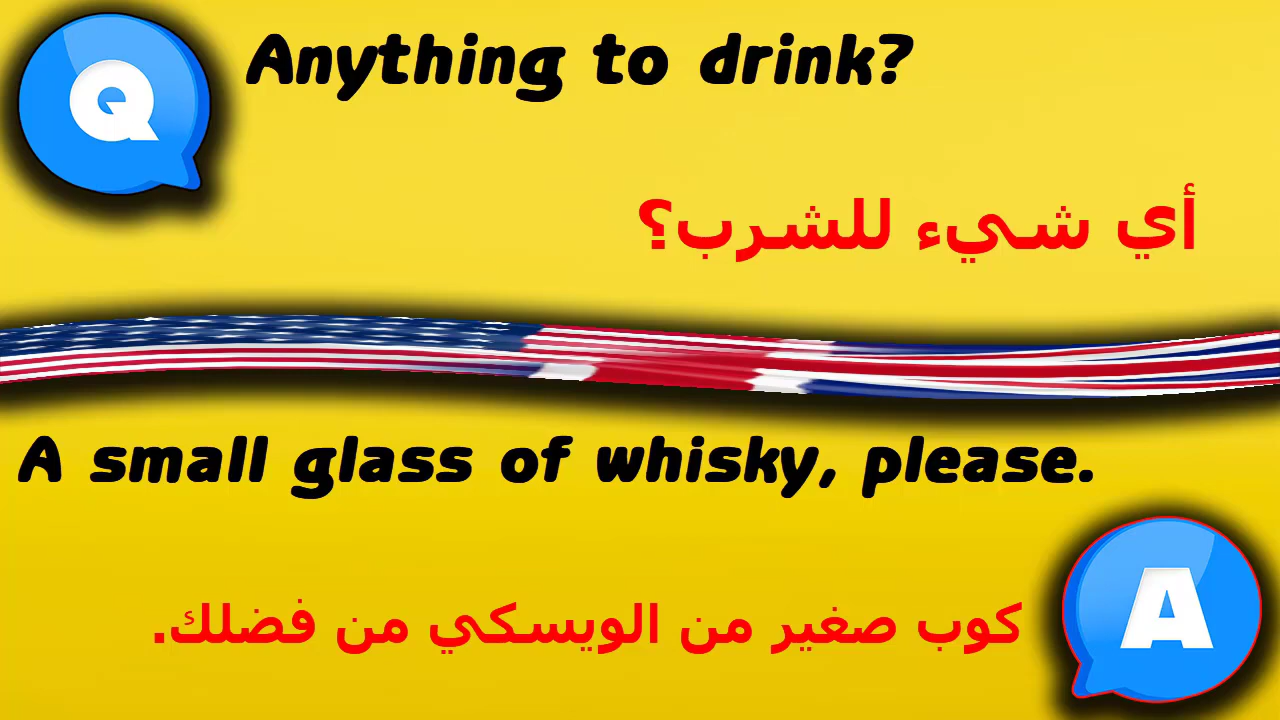 Q
Anything to drink?
أي شيء للشرب؟
A small glass of whisky, please.
كوب صغير من الويسكي من فضلك.
A